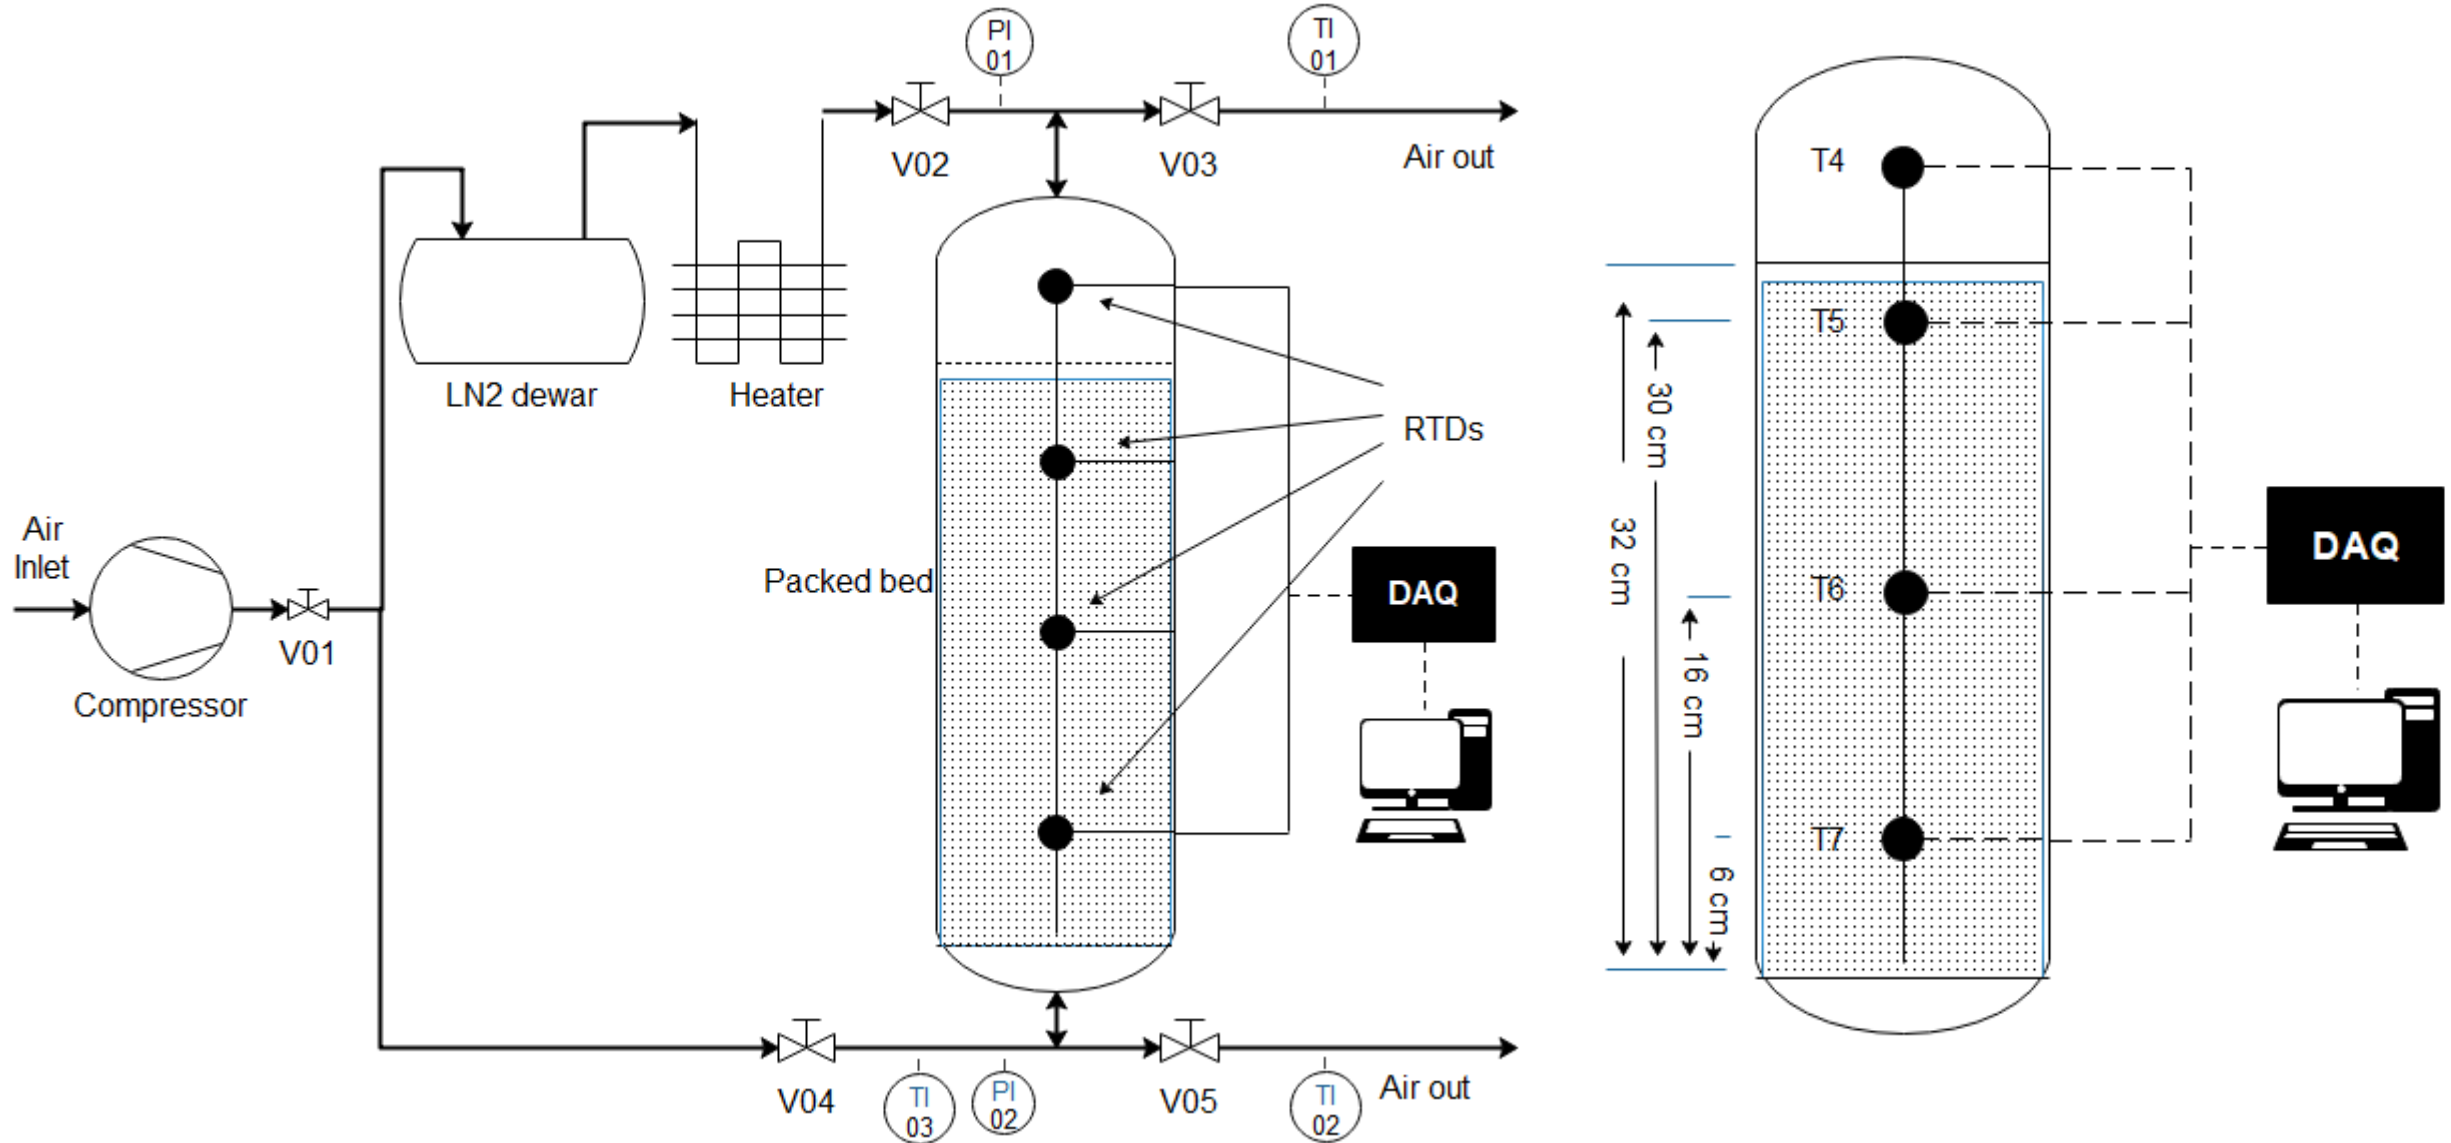 PI
01
TI
01
V02
V03
Air out
LN2 dewar
Heater
RTDs
Air
Inlet
Packed bed
DAQ
V01
Compressor
V04
TI
03
PI
02
V05
TI
02
Air out
T4
T5
30 cm
32 cm
T6
16 cm
T7
6 cm
DAQ